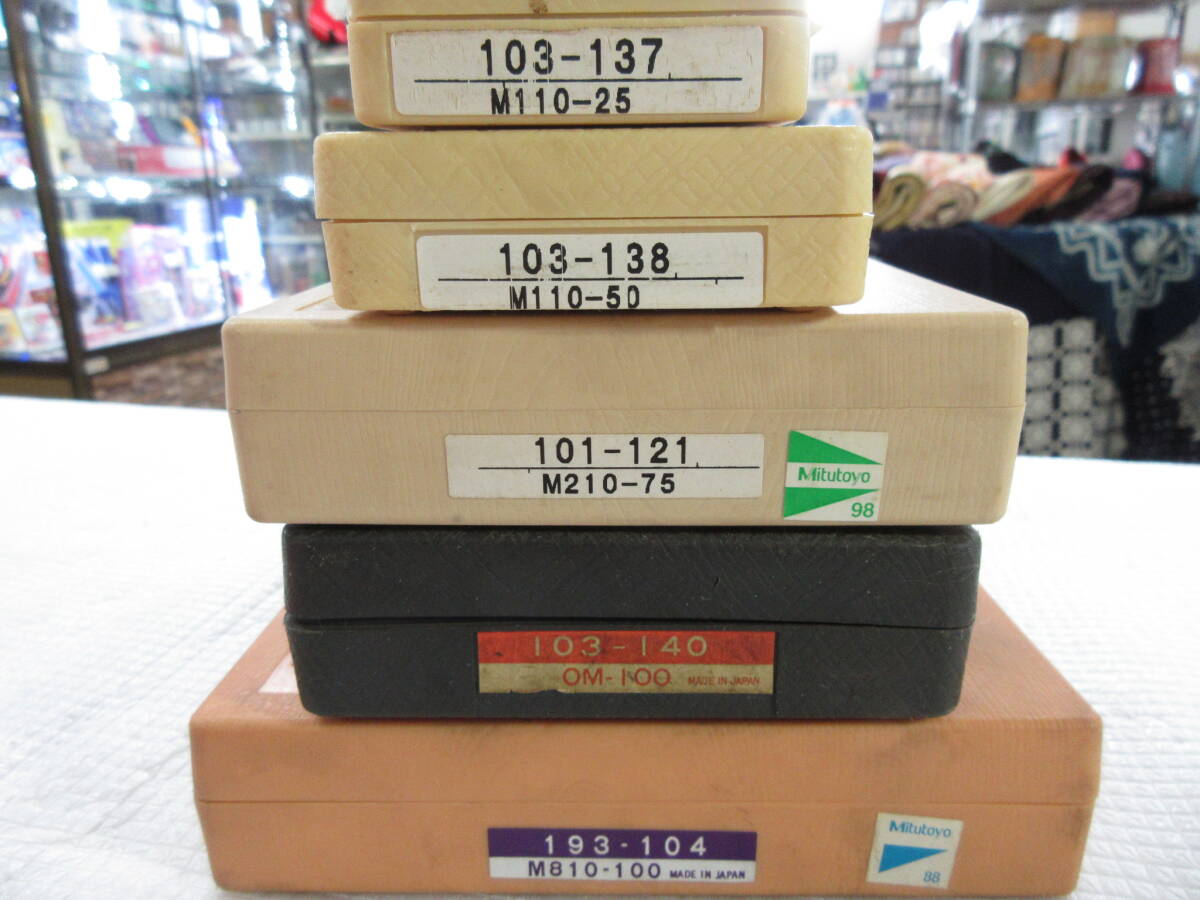 103-137
M110-25
103-138
M110-50
101-121
M210-75
Mitutoyo
98
103-140
OM-100 MADE IN JAPAN
193-104
M810-100 MADE IN JAPAN
Mitutoyo
88